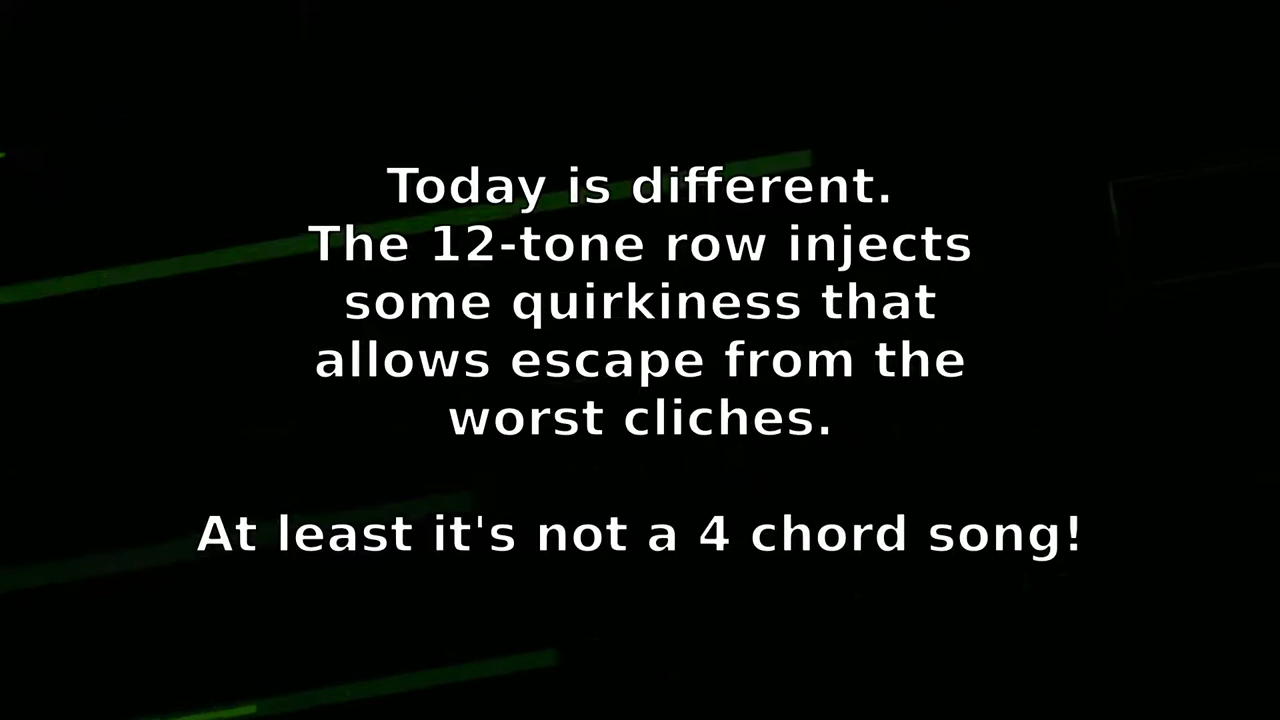 Today is different.
The 12-tone row injects
some quirkiness that
allows escape from the
worst cliches.
At least it's not a 4 chord song!